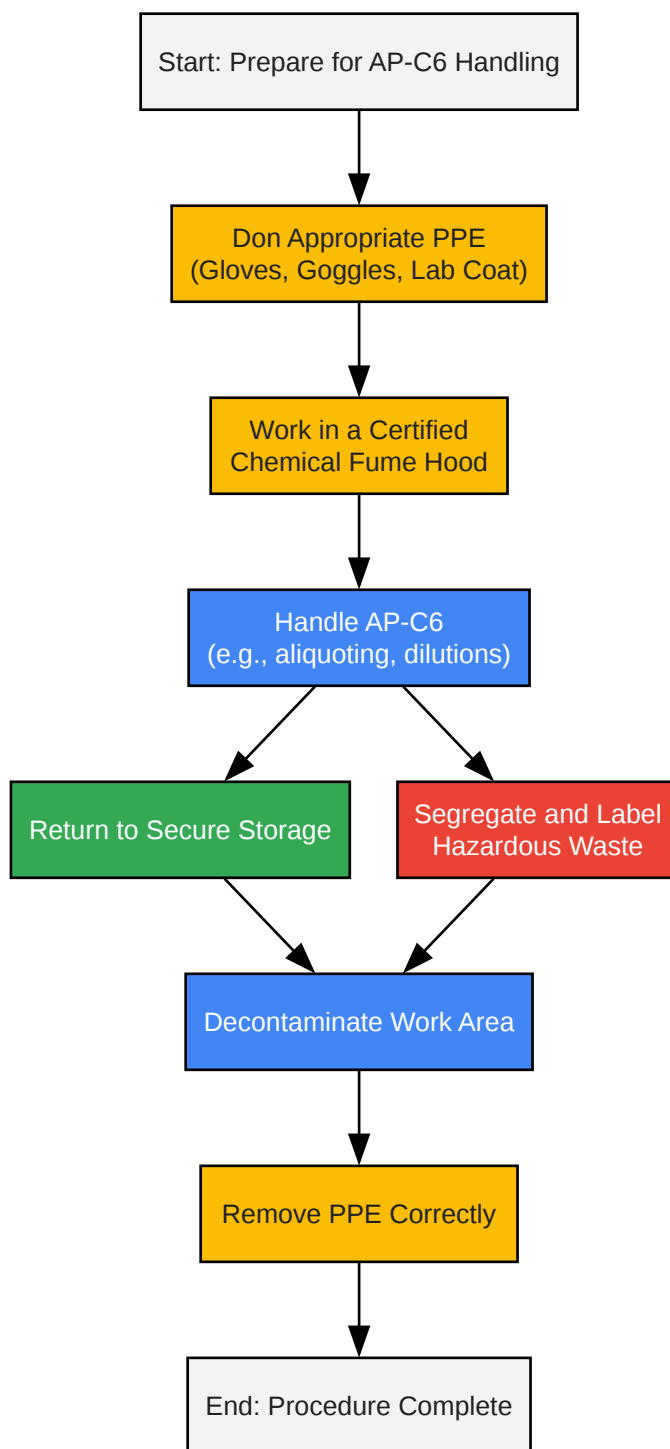 Start: Prepare for AP-C6 Handling
Don Appropriate PPE
(Gloves, Goggles, Lab Coat)
Work in a Certified
Chemical Fume Hood
Handle AP-C6
(e.g., aliquoting, dilutions)
Return to Secure Storage
Segregate and Label
Hazardous Waste
Decontaminate Work Area
Remove PPE Correctly
End: Procedure Complete